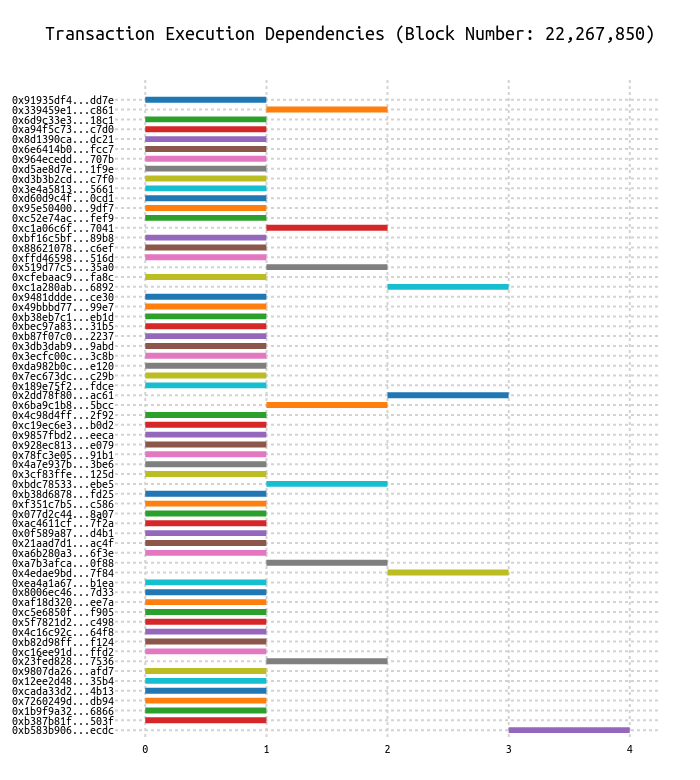 Transaction Execution Dependencies (Block Number: 22,267,850)
0x91935df4...dd7e
0x339459e1...c861
0x6d9c33e3...18c1
0xa94f5c73...c7d0
0x8d1390ca...dc21
0x6e6414b0...fcc7
0x964ecedd...707b
0xd5ae8d7e...1f9e
0xd3b3b2cd...c7f0
0x3e4a5813...5661
0xd60d9c4f...0cd1
0x95e50400...9df7
0xc52e74ac...fef9
0xc1a06c6f...7041
0xbf16c5bf...89b8
0x88621078...c6ef
0xffd46598...516d
0x519d77c5...35a0
0xcfebaac9...fa8c
0xc1a280ab...6892
0x9481ddde...ce30
0x49bbbd77...99e7
0xb38eb7c1...eb1d
0xbec97a83...31b5
0xb87f07c0...2237
0x3db3dab9...9abd
0x3ecfc00c...3c8b
0xda982b0c...e120
0x7ec673dc...c29b
0x189e75f2...fdce
0x2dd78f80...ac61
0x6ba9c1b8...5bcc
0x4c98d4ff...2f92
0xc19ec6e3...b0d2
0x9857fbd2...eeca
0x928ec813...e079
0x78fc3e05...91b1
0x4a7e937b...3be6
0x3cf83ffe...125d
0xbdc78533...ebe5
0xb38d6878...fd25
0xf351c7b5...c586
0x077d2c44...8a07
0xac4611cf...7f2a
0x0f589a87...d4b1
0x21aad7d1...ac4f
0xa6b280a3...6f3e
0xa7b3afca...0f88
0x4edae9bd...7f84
0xea4a1a67...b1ea
0x8006ec46...7d33
0xaf18d320...ee7a
0xc5e6850f...f905
0x5f7821d2...c498
0x4c16c92c...64f8
0xb82d98ff...f124
0xc16ee91d...ffd2
0x23fed828...7536
0x9807da26...afd7
0x12ee2d48...35b4
0xcada33d2...4b13
0x7260249d...db94
0x1b9f9a32...6866
0xb387b81f...503f
0xb583b906...ecdc
0 1 2 3 4